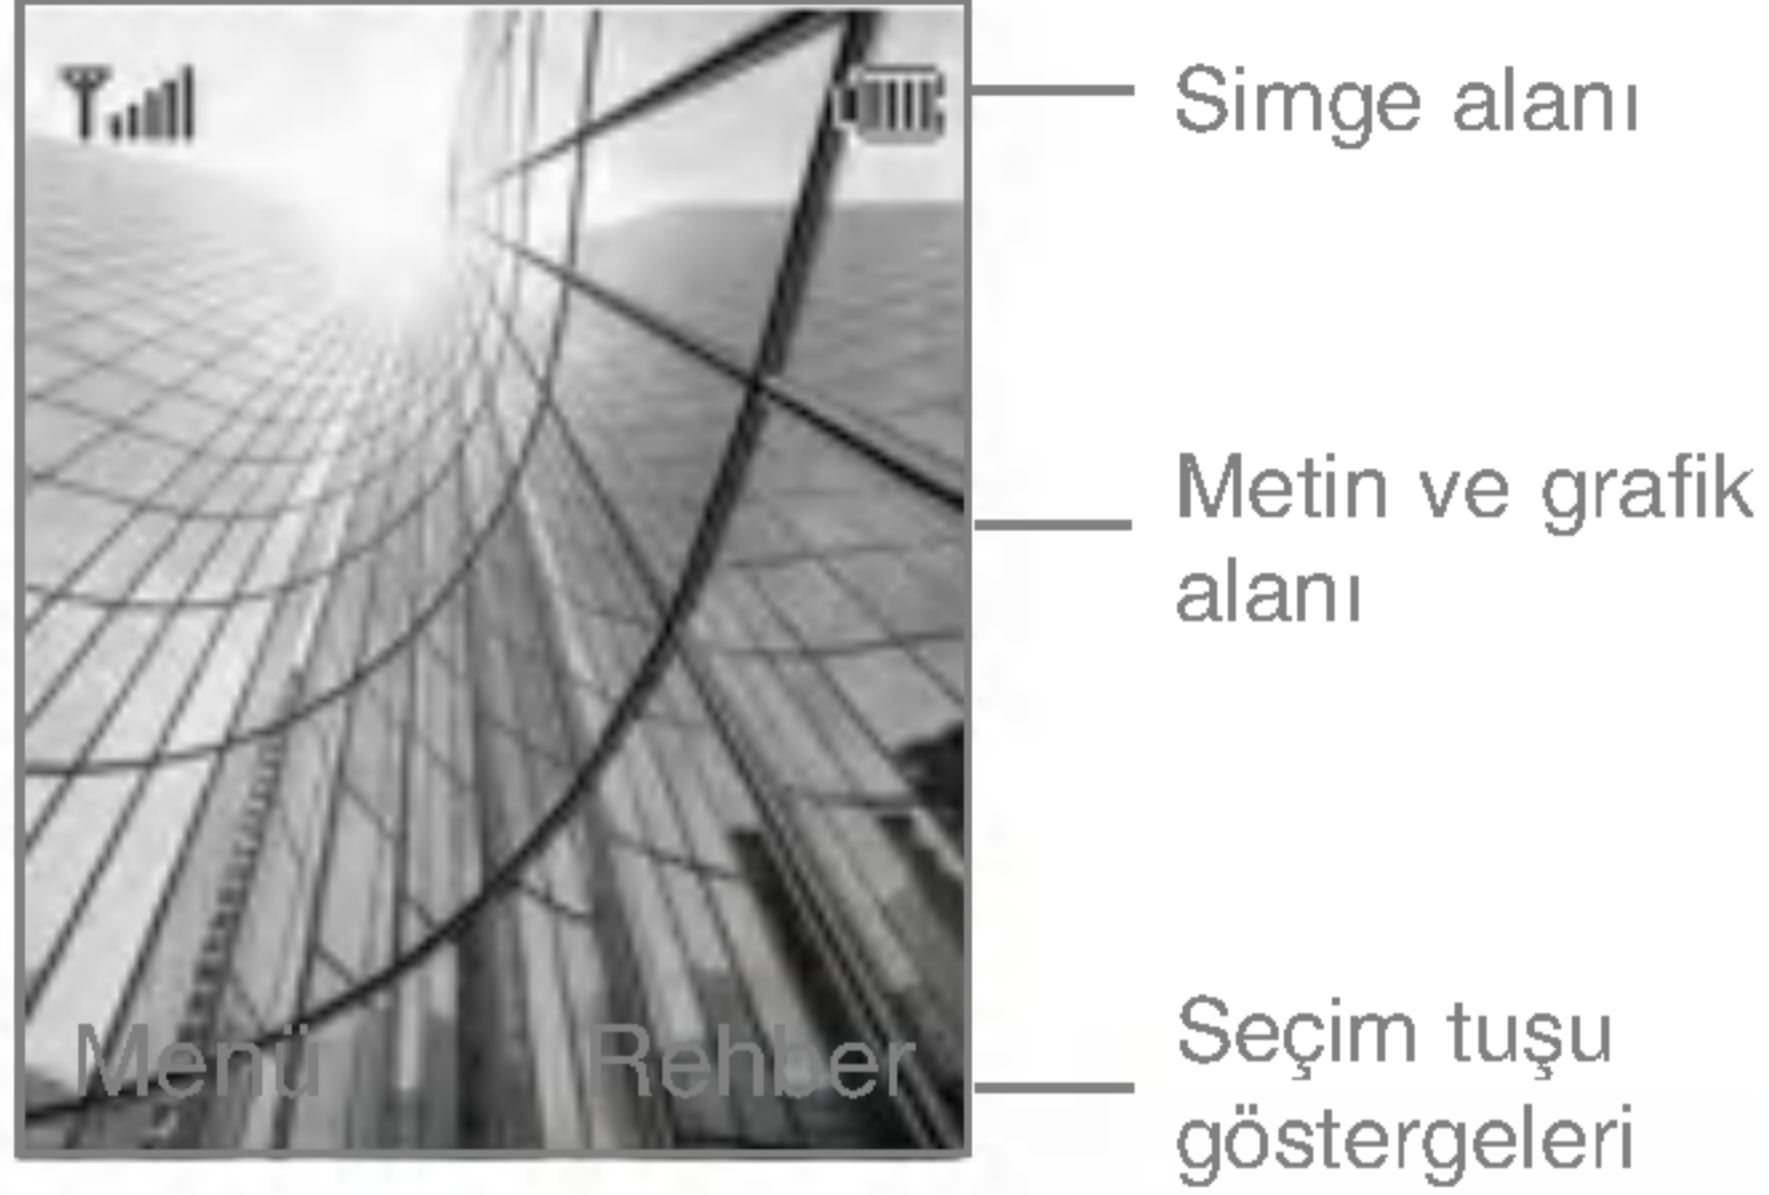 Simge alanı
Metin ve grafik
alanı
Menü
Rehber
Seçim tuşu
göstergeleri